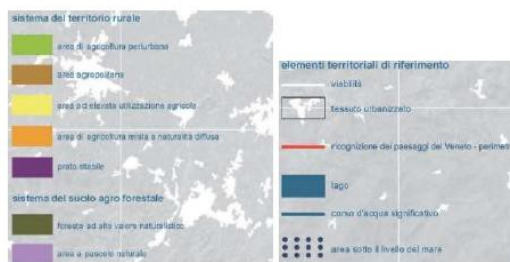 sistema del territorio rurale
area di agricoltura periurbana
area agropolitana
area ad elevata utilizzazione agricola
area di agricoltura mista a naturalità diffusa
prato stabile
sistema del suolo agro forestale
foresta ad alto valore naturalistico
area a pascolo naturale
elementi territoriali di riferimento
viabilità
tessuto urbanizzato
ricognizione dei paesaggi del Veneto - perimetri
lago
corso d'acqua significativo
area sotto il livello del mare